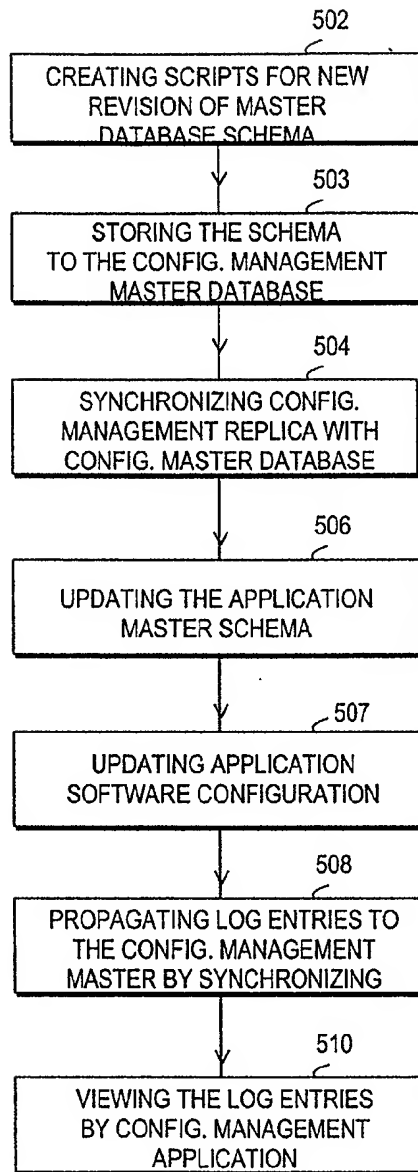 502
CREATING SCRIPTS FOR NEW
REVISION OF MASTER
DATABASE SCHEMA
503
STORING THE SCHEMA
TO THE CONFIG. MANAGEMENT
MASTER DATABASE
504
SYNCHRONIZING CONFIG.
MANAGEMENT REPLICA WITH
CONFIG. MASTER DATABASE
506
UPDATING THE APPLICATION
MASTER SCHEMA
507
UPDATING APPLICATION
SOFTWARE CONFIGURATION
508
PROPAGATING LOG ENTRIES TO
THE CONFIG. MANAGEMENT
MASTER BY SYNCHRONIZING
510
VIEWING THE LOG ENTRIES
BY CONFIG. MANAGEMENT
APPLICATION